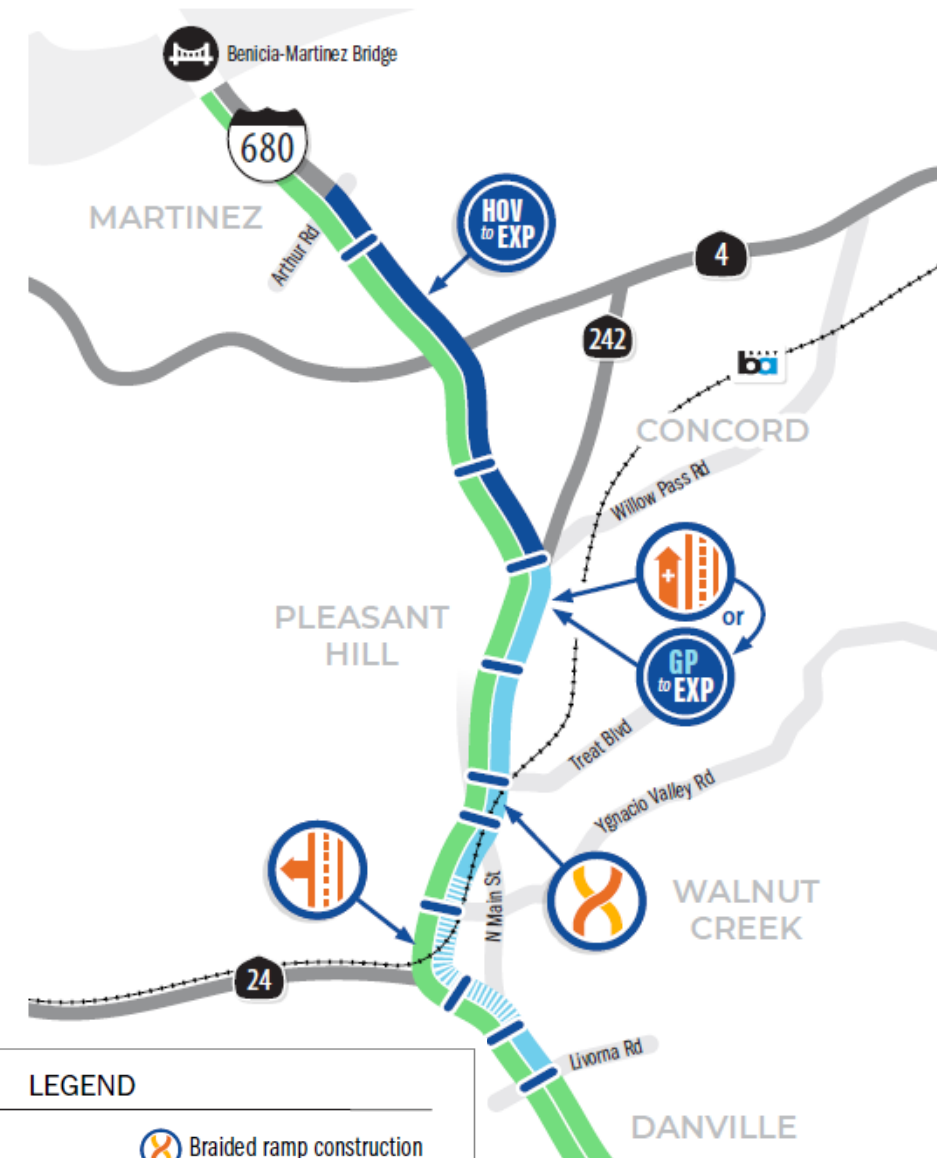 Benicia-Martinez Bridge
680
MARTINEZ
Arthur Rd
HOV
to EXP
4
242
BART
ba
CONCORD
Willow Pass Rd
+
or
PLEASANT
HILL
GP
to EXP
Treat Blvd
Ygnacio Valley Rd
N Main St
WALNUT
CREEK
24
Livorna Rd
LEGEND
DANVILLE
Braided ramp construction